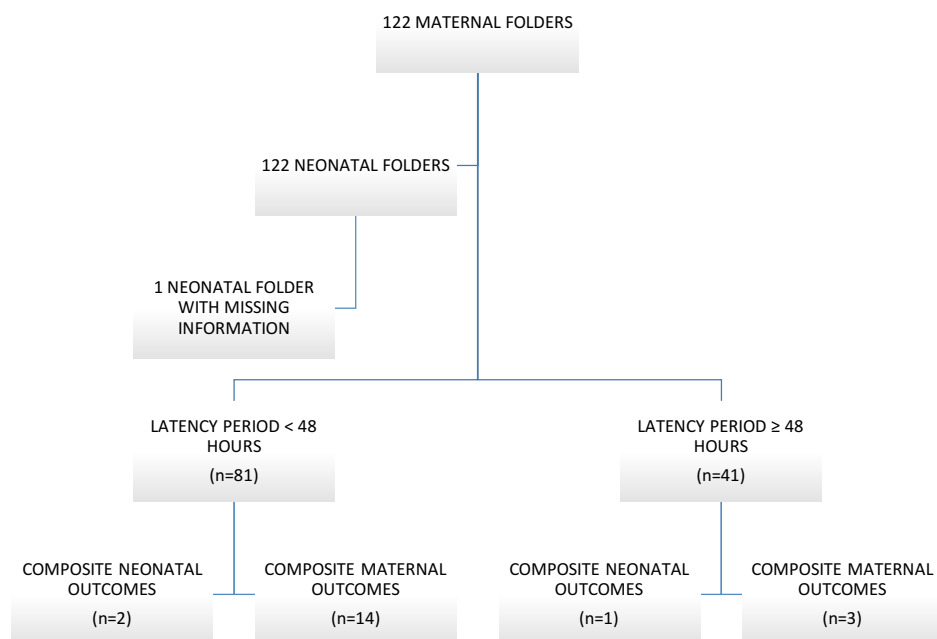 122 MATERNAL FOLDERS
122 NEONATAL FOLDERS
1 NEONATAL FOLDER
WITH MISSING
INFORMATION
LATENCY PERIOD < 48
HOURS
(n=81)
LATENCY PERIOD ≥ 48
HOURS
(n=41)
COMPOSITE NEONATAL
OUTCOMES
(n=2)
COMPOSITE MATERNAL
OUTCOMES
(n=14)
COMPOSITE NEONATAL
OUTCOMES
(n=1)
COMPOSITE MATERNAL
OUTCOMES
(n=3)